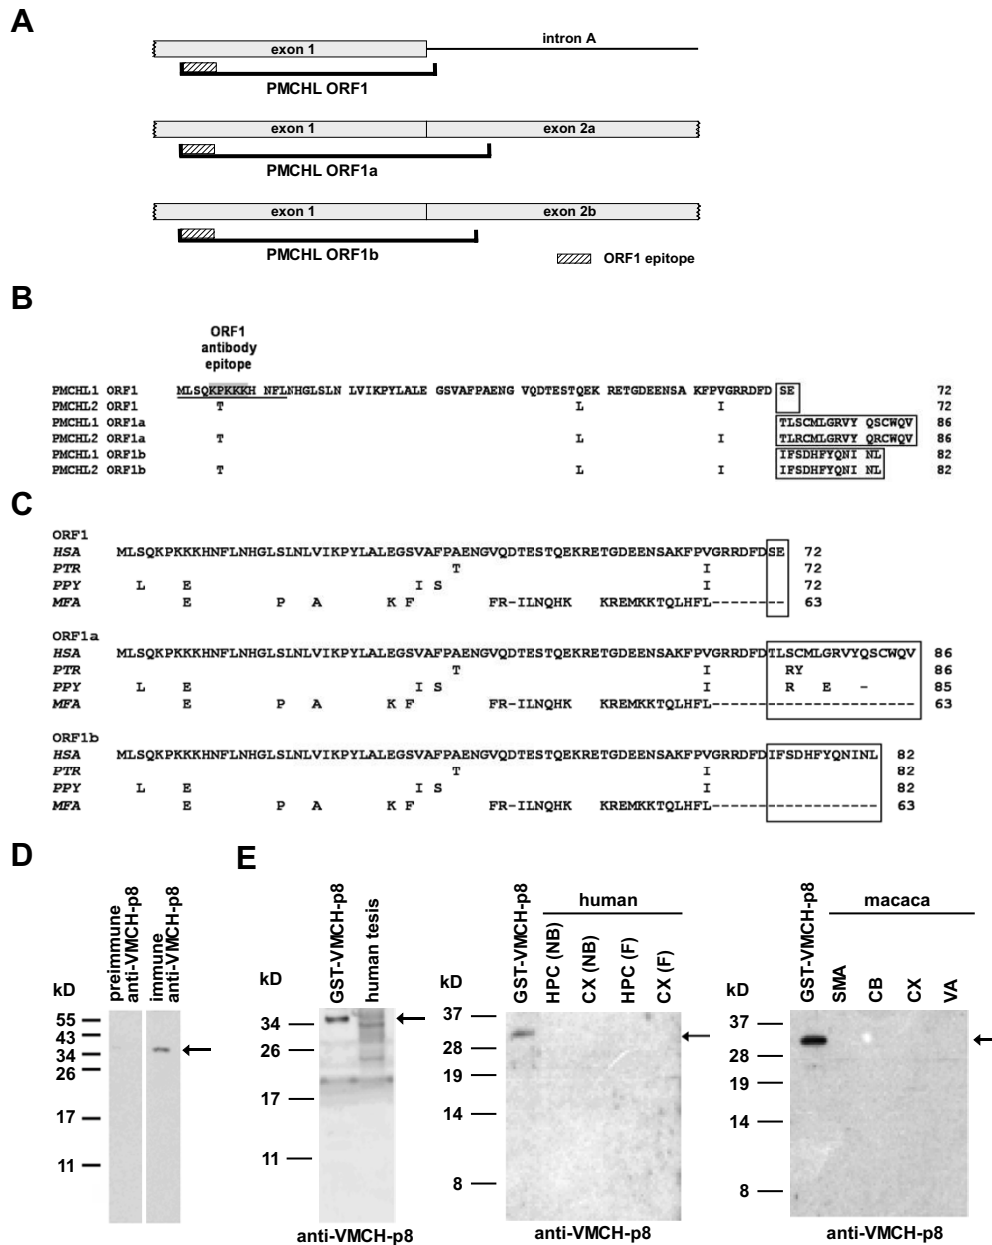 A
exon 1
intron A
PMCHL ORF1
exon 1 exon 2a
PMCHL ORF1a
exon 1 exon 2b
PMCHL ORF1b
ORF1 epitope
B
ORF1
antibody
epitope
PMCHL1 ORF1 MLSQKPKKKH NFLNHGLSLN LVIKPYLALE GSVAFPAENG VQDTESTQEK RETGDEENSA KFPVGRRDFD SE 72
PMCHL2 ORF1 T L I 72
PMCHL1 ORF1a TLSCMLGRVY QSCWQV 86
PMCHL2 ORF1a T L I TLRCMLGRVY QRCWQV 86
PMCHL1 ORF1b IFSDHFYQNI NL 82
PMCHL2 ORF1b T L I IFSDHFYQNI NL 82
C
ORF1
HSA MLSQKPKKKHNFLNHGLSLNLVIKPYLALEGSVAFPAENGVQDTESTQEKRETGDEENSAKFPVGRRDFDSE 72
PTR T I 72
PPY L E I S I 72
MFA E P A K F FR-ILNQHK KREMKKTQLHFL-------- 63
ORF1a
HSA MLSQKPKKKHNFLNHGLSLNLVIKPYLALEGSVAFPAENGVQDTESTQEKRETGDEENSAKFPVGRRDFDTLSCMLGRVYQSCWQV 86
PTR T I RY 86
PPY L E I S I R E - 85
MFA E P A K F FR-ILNQHK KREMKKTQLHFL---------------------- 63
ORF1b
HSA MLSQKPKKKHNFLNHGLSLNLVIKPYLALEGSVAFPAENGVQDTESTQEKRETGDEENSAKFPVGRRDFDIFSDHFYQNINL 82
PTR T I 82
PPY L E I S I 82
MFA E P A K F FR-ILNQHK KREMKKTQLHFL------------------ 63
D
preimmune
anti-VMCH-p8
immune
anti-VMCH-p8
kD
55
43
34
26
17
11
E
kD
GST-VMCH-p8
human tesis
34
26
17
11
anti-VMCH-p8
human
kD
GST-VMCH-p8
HPC (NB)
CX (NB)
HPC (F)
CX (F)
37
28
19
14
8
anti-VMCH-p8
macaca
kD
GST-VMCH-p8
SMA
CB
CX
VA
37
28
19
14
8
anti-VMCH-p8